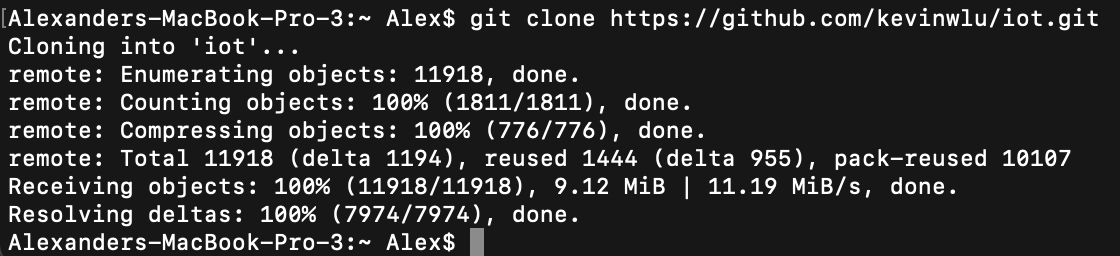 [Alexanders-MacBook-Pro-3:~ Alex$ git clone https://github.com/kevinwlu/iot.git
Cloning into 'iot'...
remote: Enumerating objects: 11918, done.
remote: Counting objects: 100% (1811/1811), done.
remote: Compressing objects: 100% (776/776), done.
remote: Total 11918 (delta 1194), reused 1444 (delta 955), pack-reused 10107
Receiving objects: 100% (11918/11918), 9.12 MiB | 11.19 MiB/s, done.
Resolving deltas: 100% (7974/7974), done.
Alexanders-MacBook-Pro-3:~ Alex$